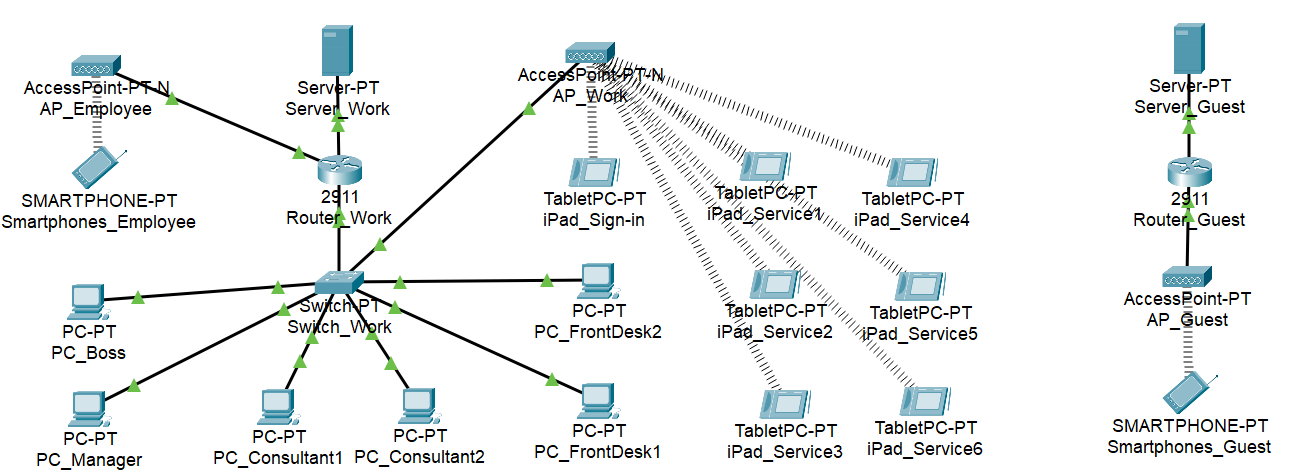 AccessPoint-PT-N
AP_Employee
SMARTPHONE-PT
Smartphones_Employee
Server-PT
Server_Work
2911
Router_Work
Switch-PT
Switch_Work
PC-PT
PC_Boss
PC-PT
PC_Manager
PC-PT
PC_Consultant1
PC-PT
PC_Consultant2
PC-PT
PC_FrontDesk2
PC-PT
PC_FrontDesk1
AccessPoint-PT-N
AP_Work
TabletPC-PT
iPad_Sign-in
TabletPC-PT
iPad_Service1
TabletPC-PT
iPad_Service4
TabletPC-PT
iPad_Service2
TabletPC-PT
iPad_Service5
TabletPC-PT
iPad_Service3
TabletPC-PT
iPad_Service6
Server-PT
Server_Guest
2911
Router_Guest
AccessPoint-PT
AP_Guest
SMARTPHONE-PT
Smartphones_Guest